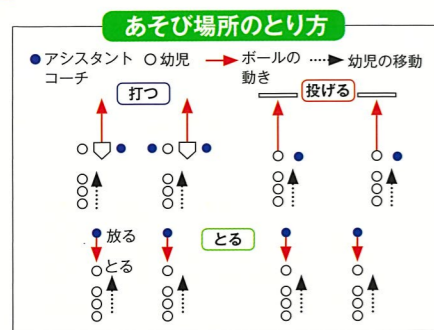 あそび場所のとり方
アシスタント
コーチ
幼児
ボールの
動き
幼児の移動
打つ
投げる
放る
とる
とる